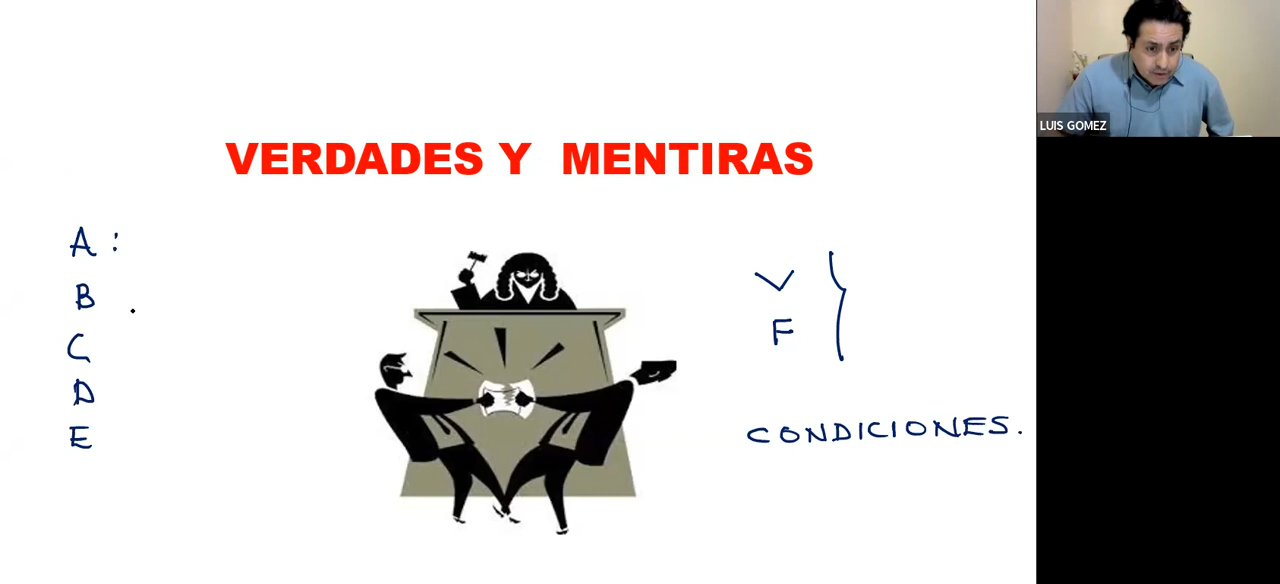 LUIS GOMEZ
VERDADES Y MENTIRAS
A :
B .
C
D
E
V
F
CONDICIONES.